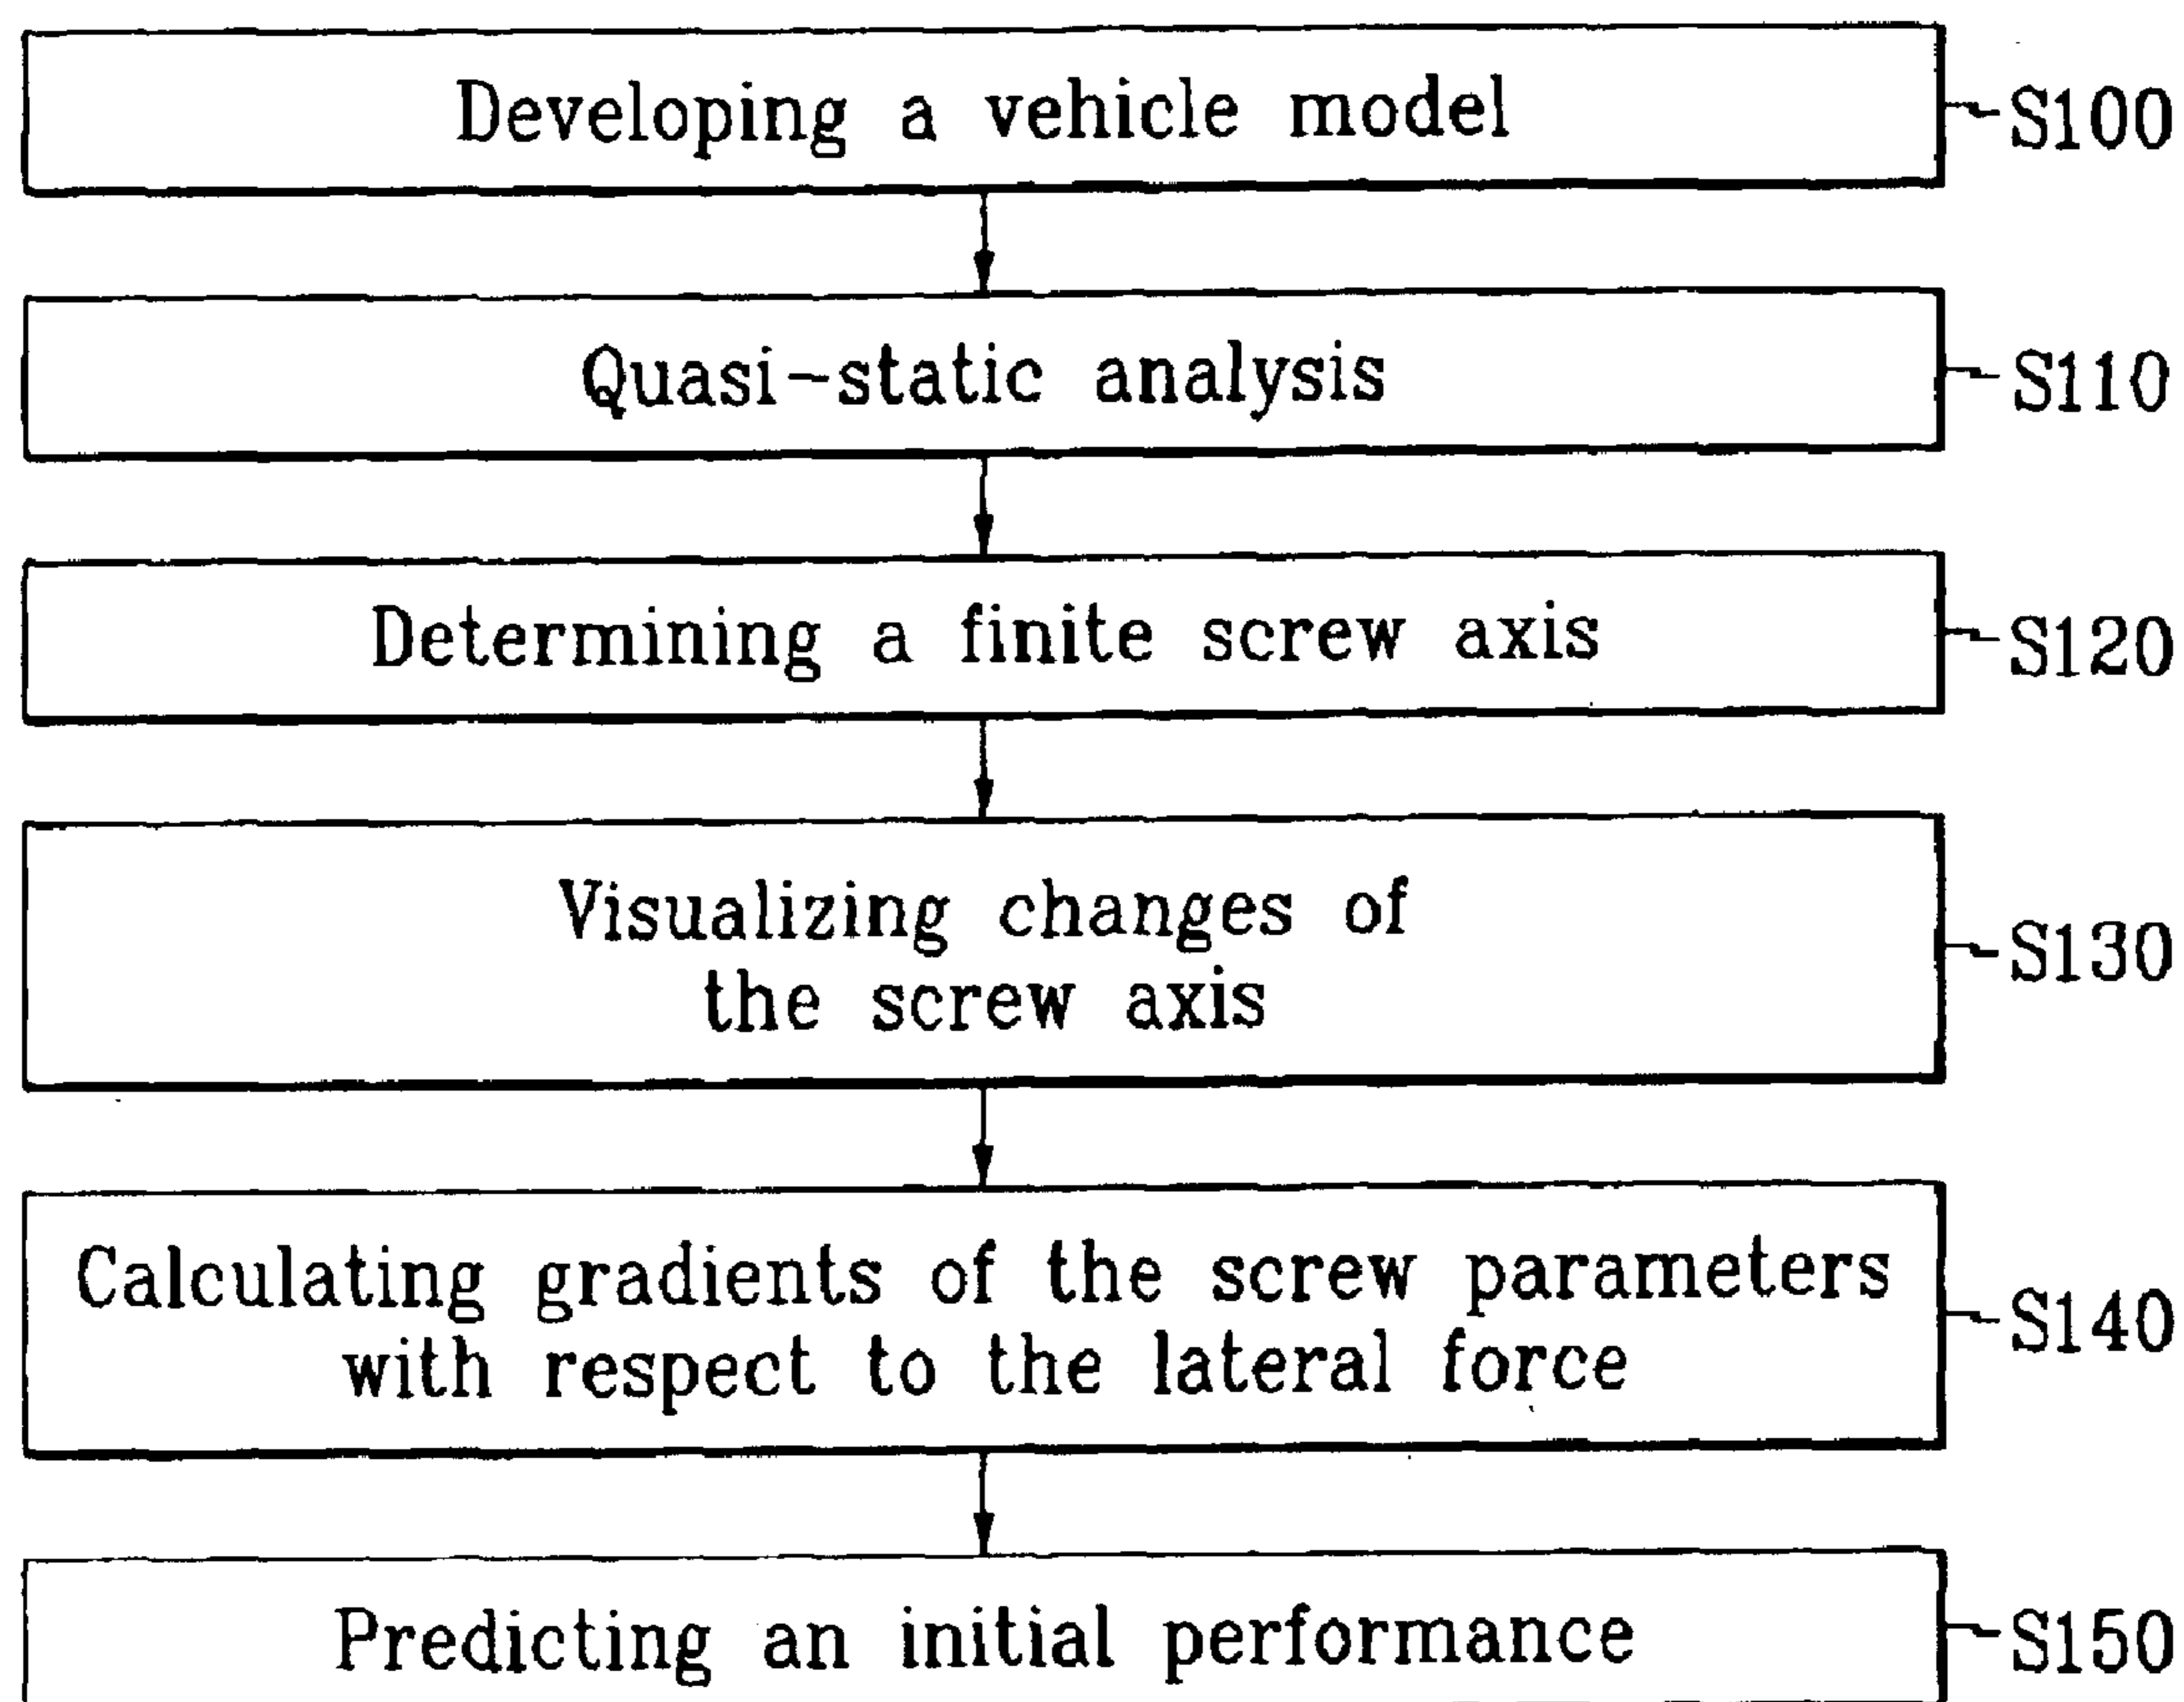 Developing a vehicle model
S100
Quasi-static analysis
S110
Determining a finite screw axis
S120
Visualizing changes of
the screw axis
S130
Calculating gradients of the screw parameters
with respect to the lateral force
S140
Predicting an initial performance
S150